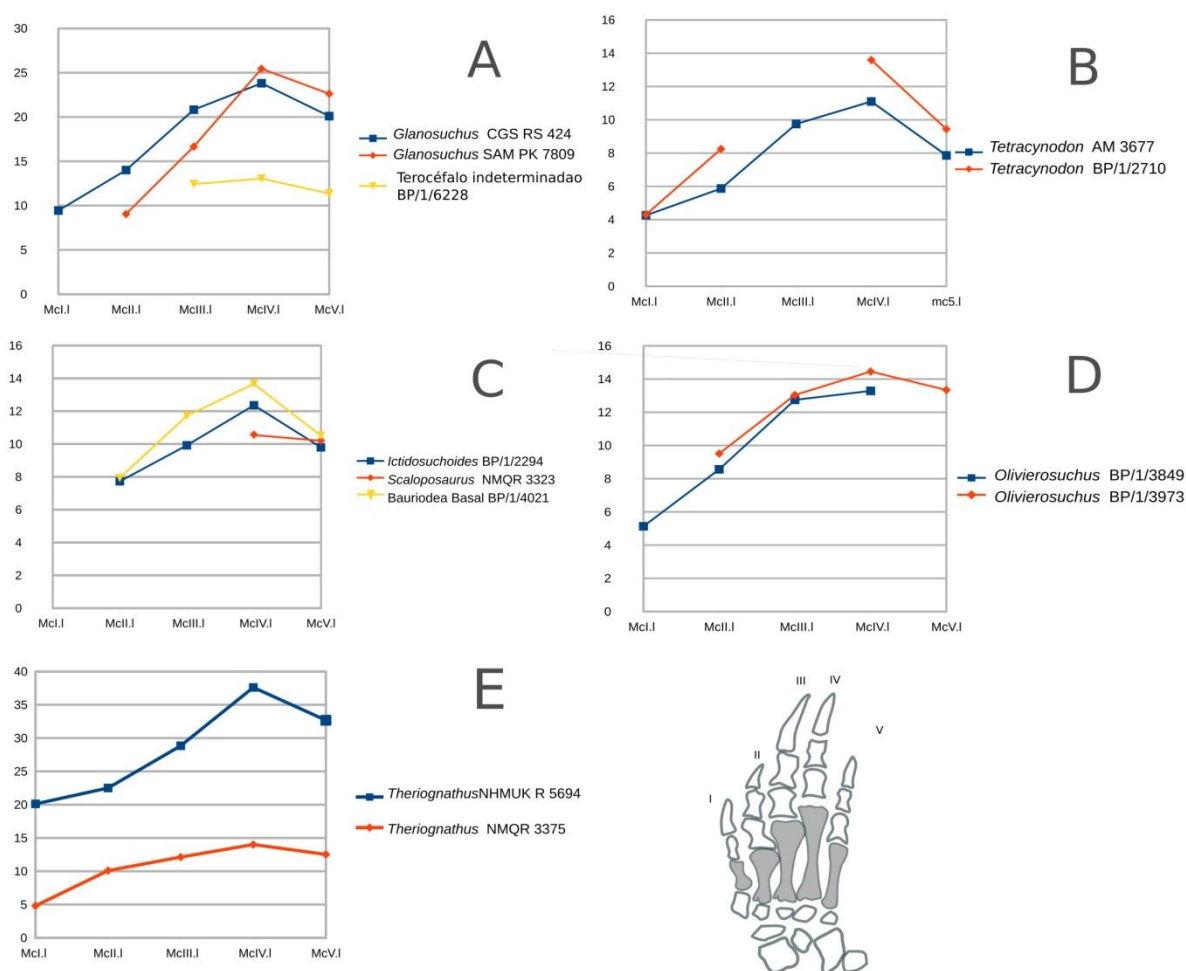 A
30
25
20
15
10
5
0
McI.l
McII.l
McIII.l
McIV.l
McV.l
Glanosuchus CGS RS 424
Glanosuchus SAM PK 7809
Terocéfalo indeterminadao
BP/1/6228
B
16
14
12
10
8
6
4
2
0
McI.l
McII.l
McIII.l
McIV.l
mc5.l
Tetracynodon AM 3677
Tetracynodon BP/1/2710
C
16
14
12
10
8
6
4
2
0
McI.l
McII.l
McIII.l
McIV.l
McV.l
Ictidosuchoides BP/1/2294
Scaloposaurus NMQR 3323
Bauriodea Basal BP/1/4021
D
16
14
12
10
8
6
4
2
0
McI.l
McII.l
McIII.l
McIV.l
McV.l
Olivierosuchus BP/1/3849
Olivierosuchus BP/1/3973
E
40
35
30
25
20
15
10
5
0
McI.l
McII.l
McIII.l
McIV.l
McV.l
TheriognathusNHMUK R 5694
Theriognathus NMQR 3375
I
II
III
IV
V